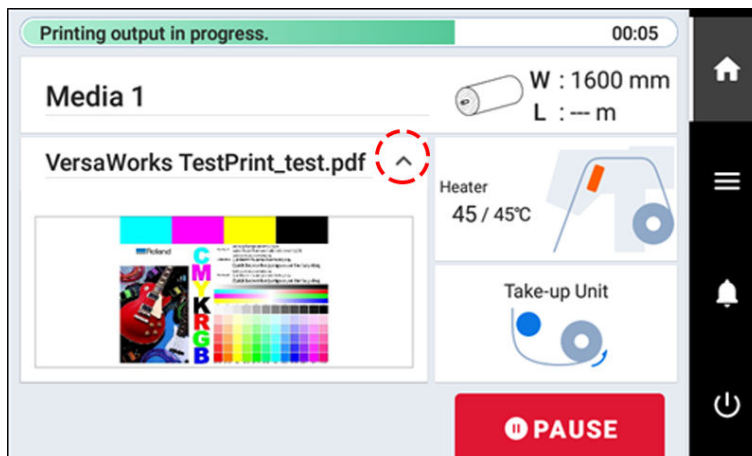 Printing output in progress. 00:05
Media 1
W : 1600 mm
L : --- m
VersaWorks TestPrint_test.pdf
Heater
45 / 45℃
Roland
C
M
Y
K
R
G
B
Take-up Unit
PAUSE